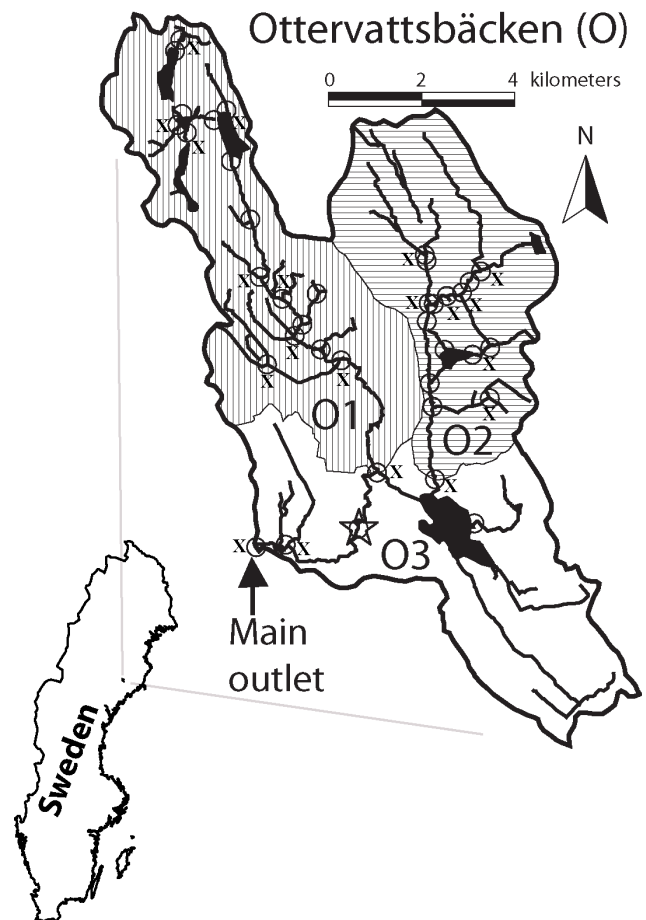 Ottervattsbäcken (O)
0 2 4 kilometers
N
x
x x
x
x x
x
x x x
x
x x
x x
O1 O2
x x
x x
O3
Main
outlet
Sweden